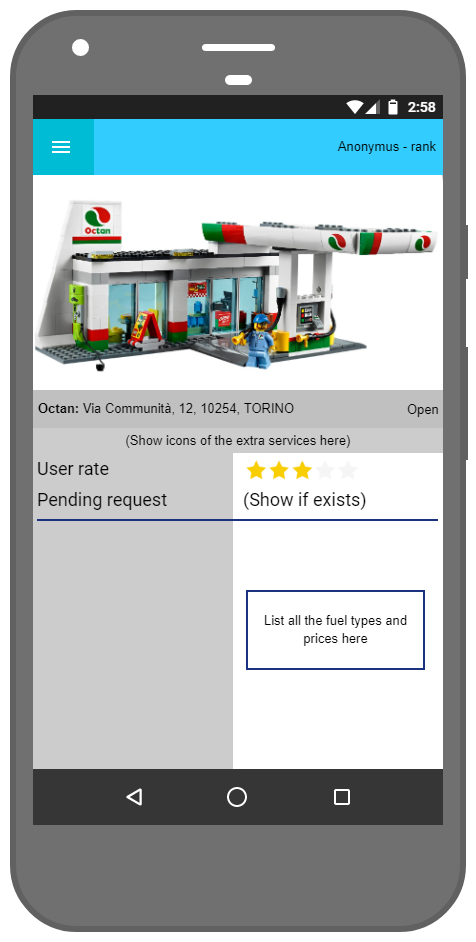 2:58
Anonymus - rank
Octan
Octan: Via Communità, 12, 10254, TORINO
Open
(Show icons of the extra services here)
User rate
Pending request
(Show if exists)
List all the fuel types and
prices here